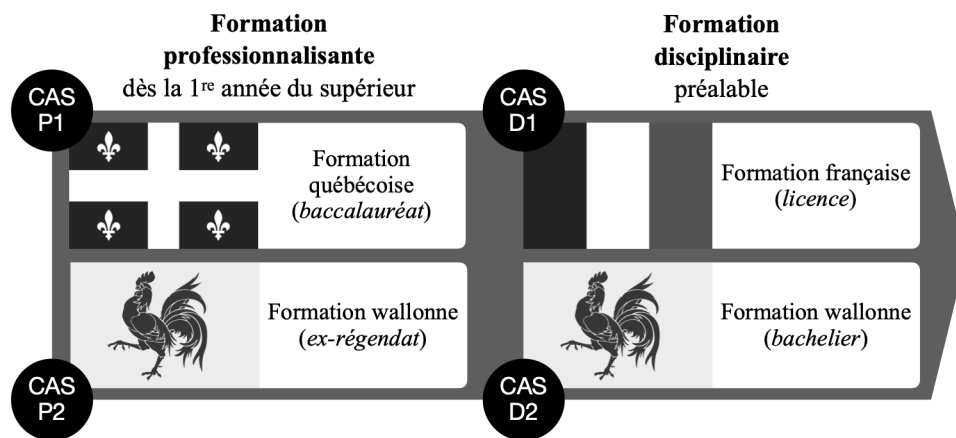 Formation
professionnalisante
dès la 1re année du supérieur
CAS
P1
Formation
québécoise
(baccalauréat)
Formation wallonne
(ex-régendat)
CAS
P2
Formation
disciplinaire
préalable
CAS
D1
Formation française
(licence)
Formation wallonne
(bachelier)
CAS
D2